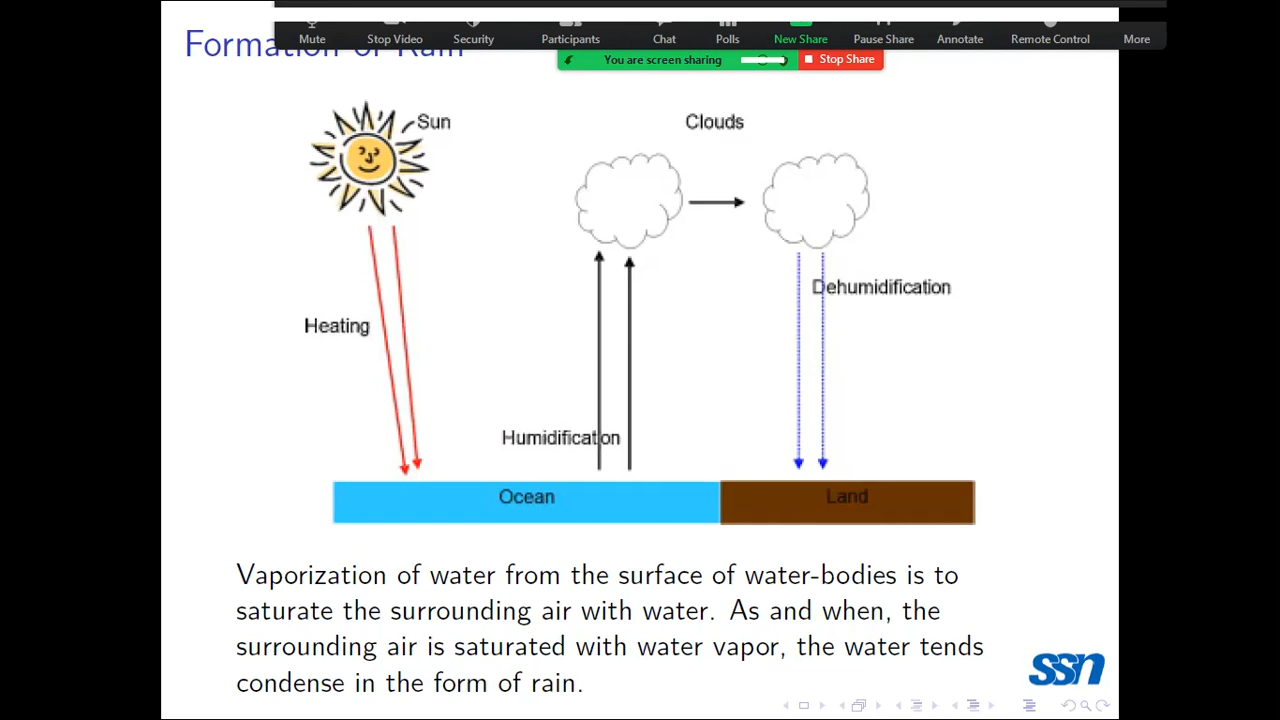 Mute Stop Video Security Participants Chat Polls New Share Pause Share Annotate Remote Control More
You are screen sharing Stop Share
Formation of Rain
Sun
Clouds
Dehumidification
Heating
Humidification
Ocean
Land
Vaporization of water from the surface of water-bodies is to
saturate the surrounding air with water. As and when, the
surrounding air is saturated with water vapor, the water tends
condense in the form of rain.
ssn